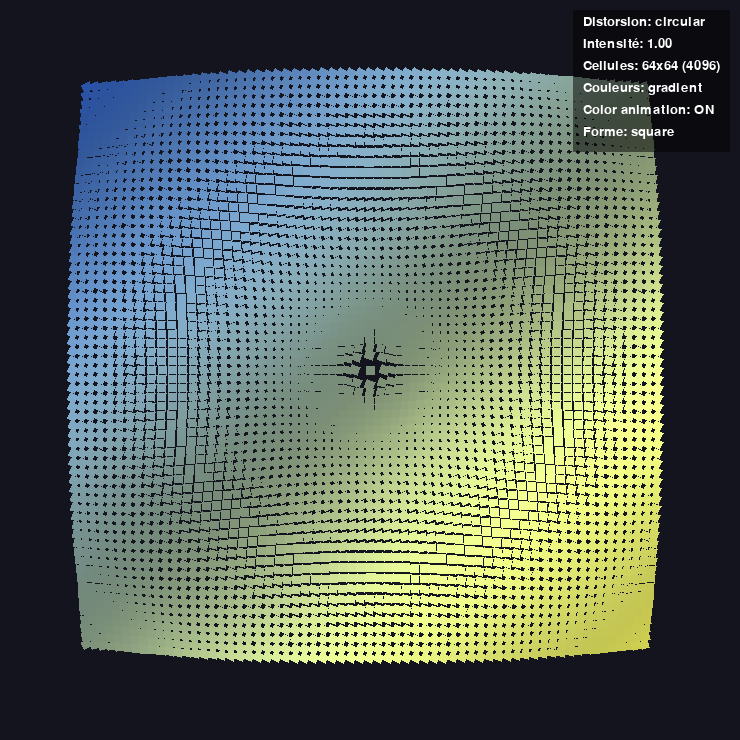 Distorsion: circular
Intensité: 1.00
Cellules: 64x64 (4096)
Couleurs: gradient
Color animation: ON
Forme: square